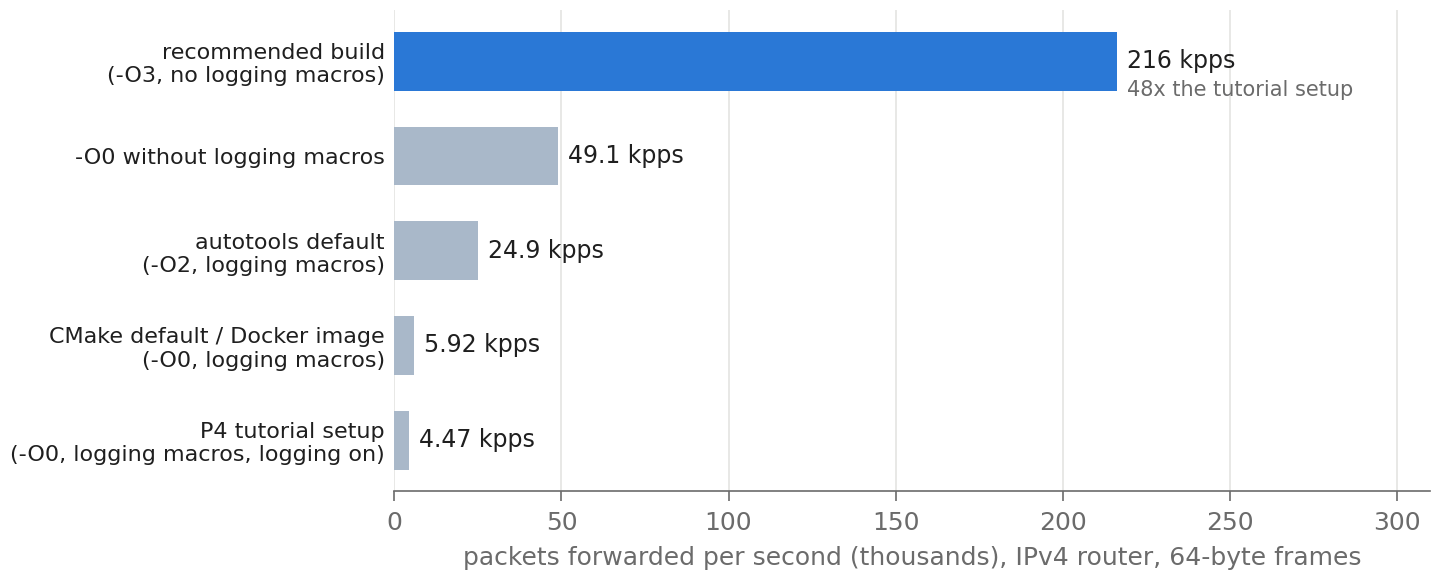 recommended build
(-O3, no logging macros)
216 kpps
48x the tutorial setup
-O0 without logging macros
49.1 kpps
autotools default
(-O2, logging macros)
24.9 kpps
CMake default / Docker image
(-O0, logging macros)
5.92 kpps
P4 tutorial setup
(-O0, logging macros, logging on)
4.47 kpps
0 50 100 150 200 250 300
packets forwarded per second (thousands), IPv4 router, 64-byte frames